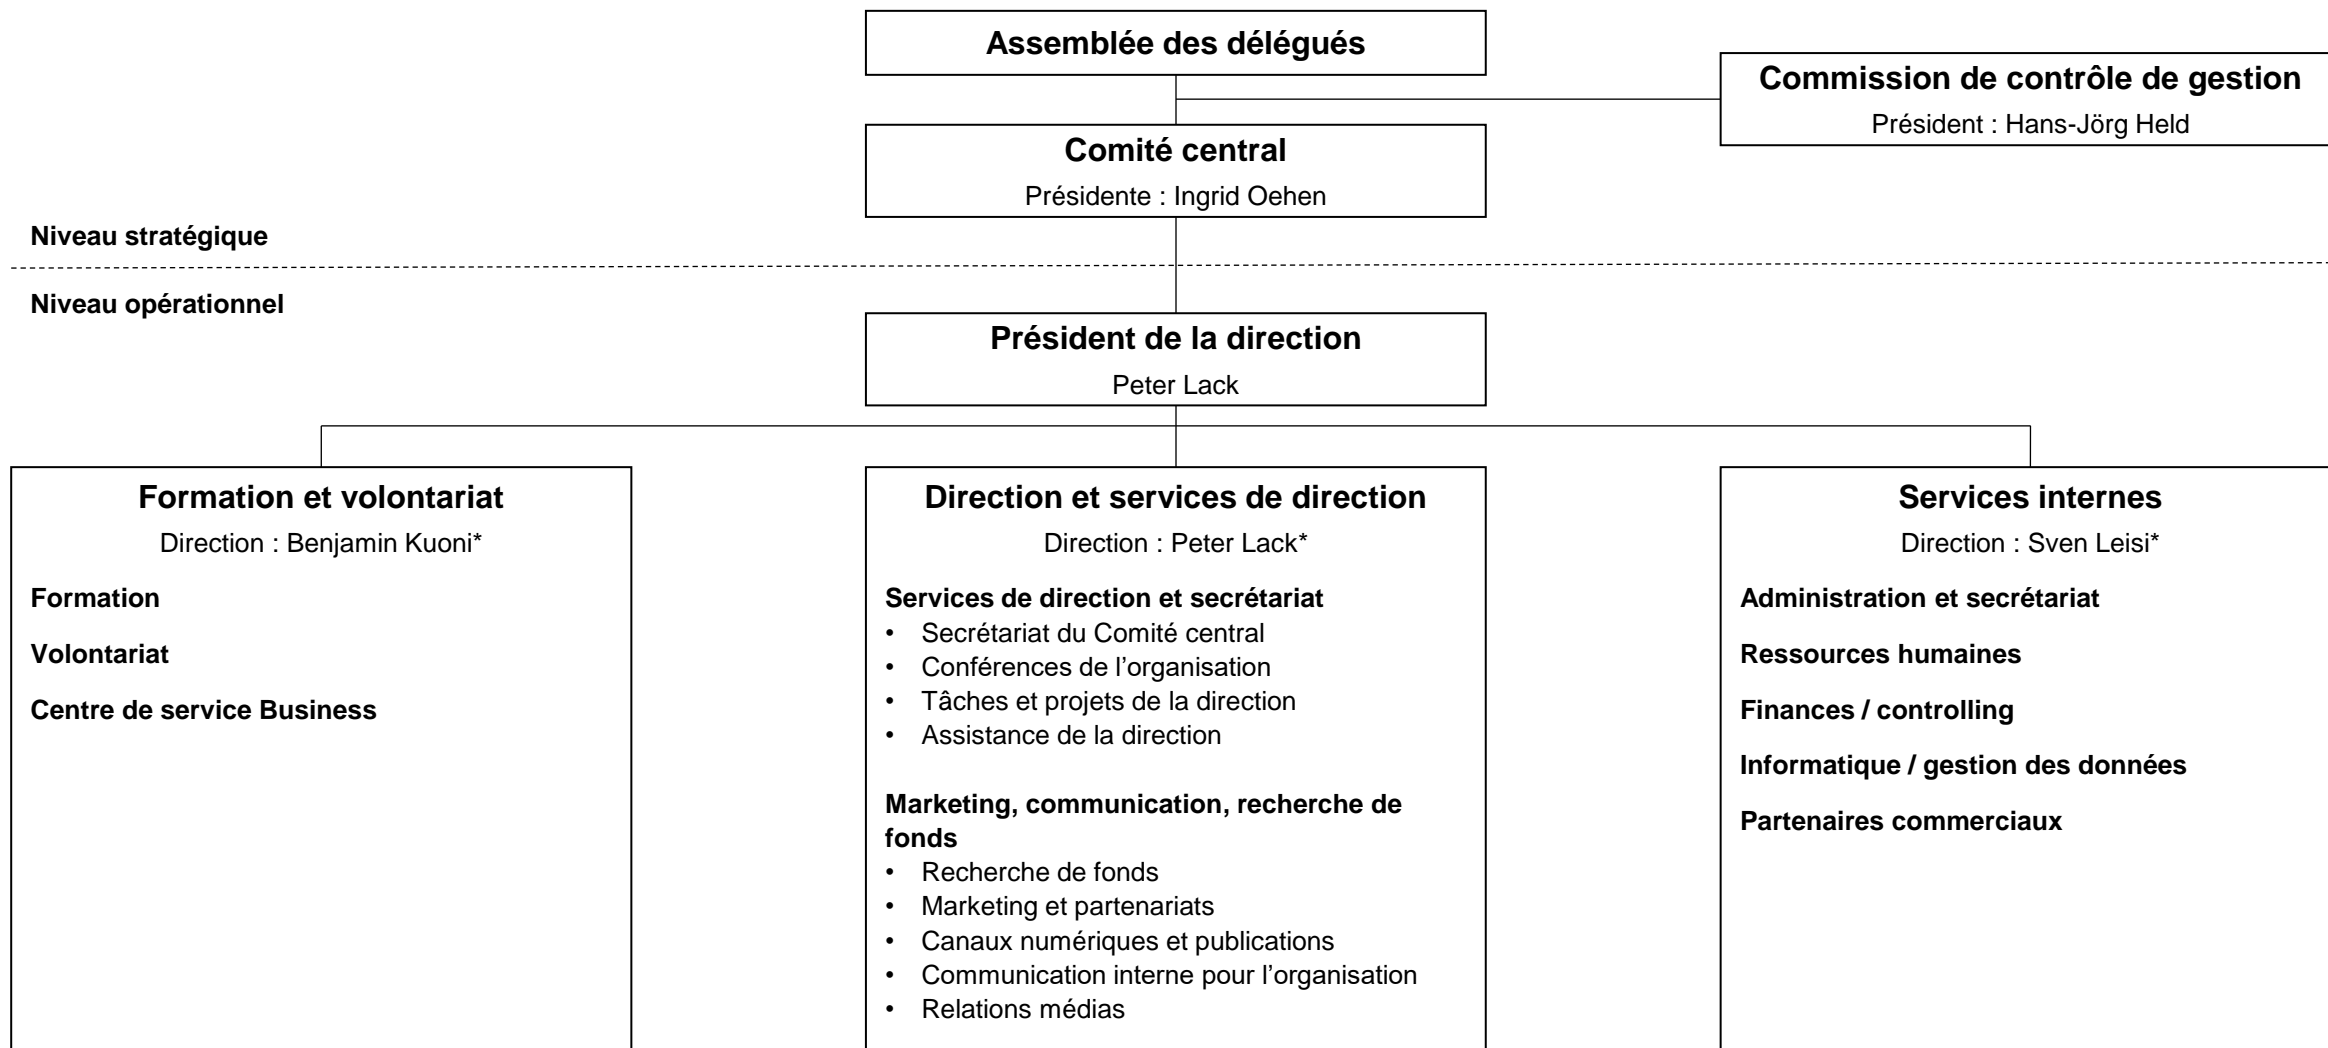 Assemblée des délégués
Commission de contrôle de gestion
Président : Hans-Jörg Held
Comité central
Présidente : Ingrid Oehen
Niveau stratégique
Niveau opérationnel
Président de la direction
Peter Lack
Formation et volontariat
Direction : Benjamin Kuoni*
Formation
Volontariat
Centre de service Business
Direction et services de direction
Direction : Peter Lack*
Services de direction et secrétariat
• Secrétariat du Comité central
• Conférences de l’organisation
• Tâches et projets de la direction
• Assistance de la direction
Marketing, communication, recherche de
fonds
• Recherche de fonds
• Marketing et partenariats
• Canaux numériques et publications
• Communication interne pour l’organisation
• Relations médias
Services internes
Direction : Sven Leisi*
Administration et secrétariat
Ressources humaines
Finances / controlling
Informatique / gestion des données
Partenaires commerciaux